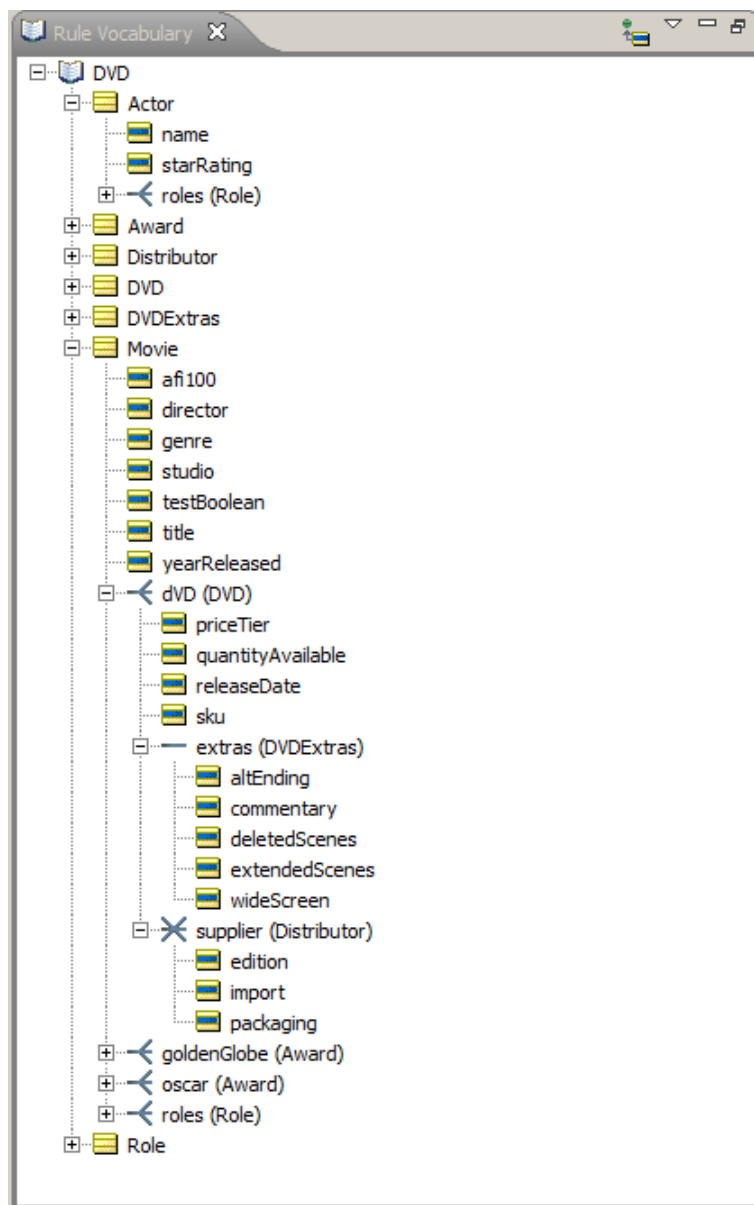 Rule Vocabulary
DVD
Actor
name
starRating
roles (Role)
Award
Distributor
DVD
DVDExtras
Movie
afi100
director
genre
studio
testBoolean
title
yearReleased
dVD (DVD)
priceTier
quantityAvailable
releaseDate
sku
extras (DVDExtras)
altEnding
commentary
deletedScenes
extendedScenes
wideScreen
supplier (Distributor)
edition
import
packaging
goldenGlobe (Award)
oscar (Award)
roles (Role)
Role